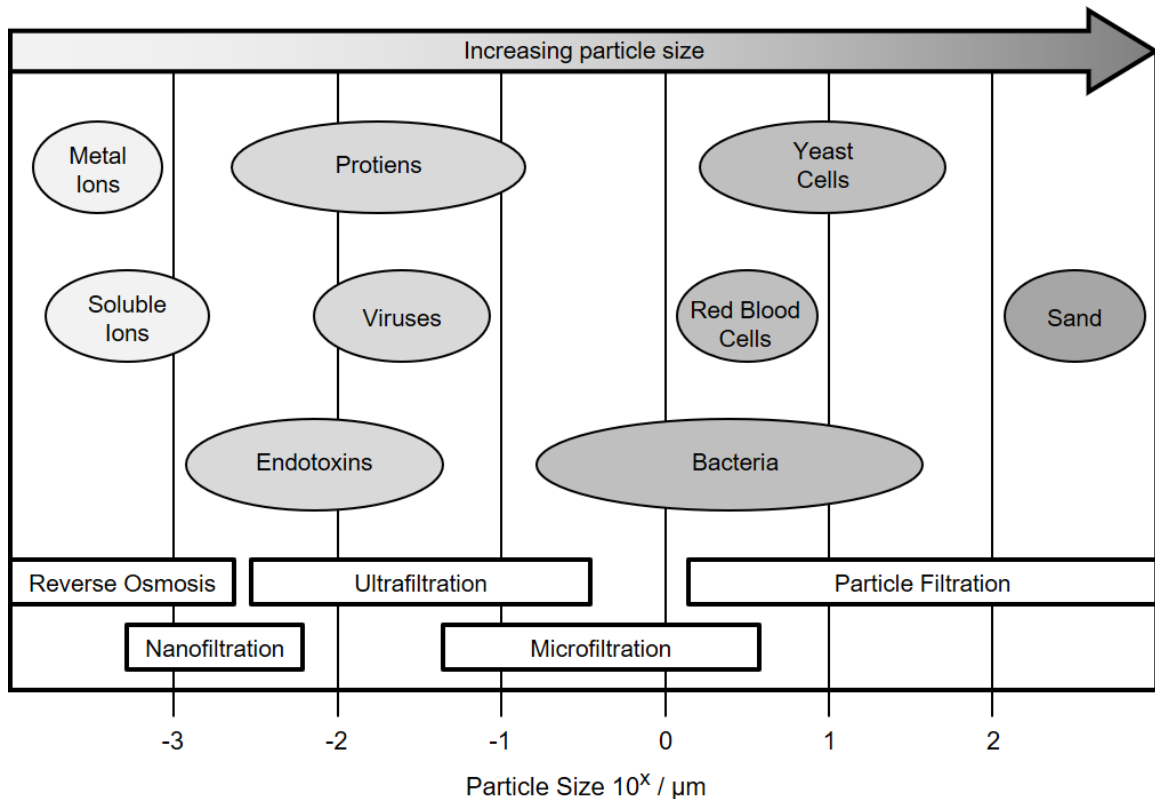 Increasing particle size
Metal
Ions
Protiens
Yeast
Cells
Soluble
Ions
Viruses
Red Blood
Cells
Sand
Endotoxins
Bacteria
Reverse Osmosis
Ultrafiltration
Particle Filtration
Nanofiltration
Microfiltration
-3 -2 -1 0 1 2
Particle Size 10^x / μm